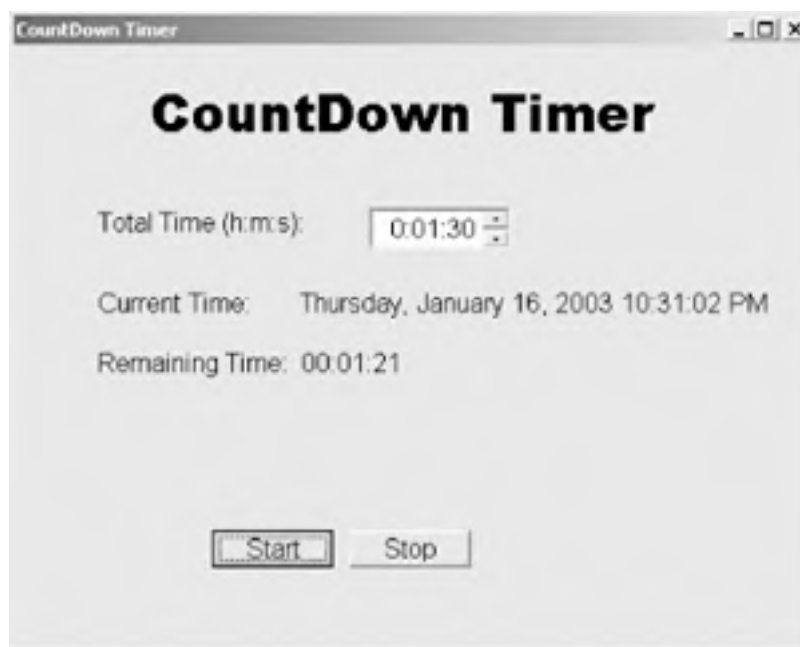 CountDown Timer
CountDown Timer
Total Time (h:m:s): 0:01:30
Current Time: Thursday, January 16, 2003 10:31:02 PM
Remaining Time: 00:01:21
Start Stop